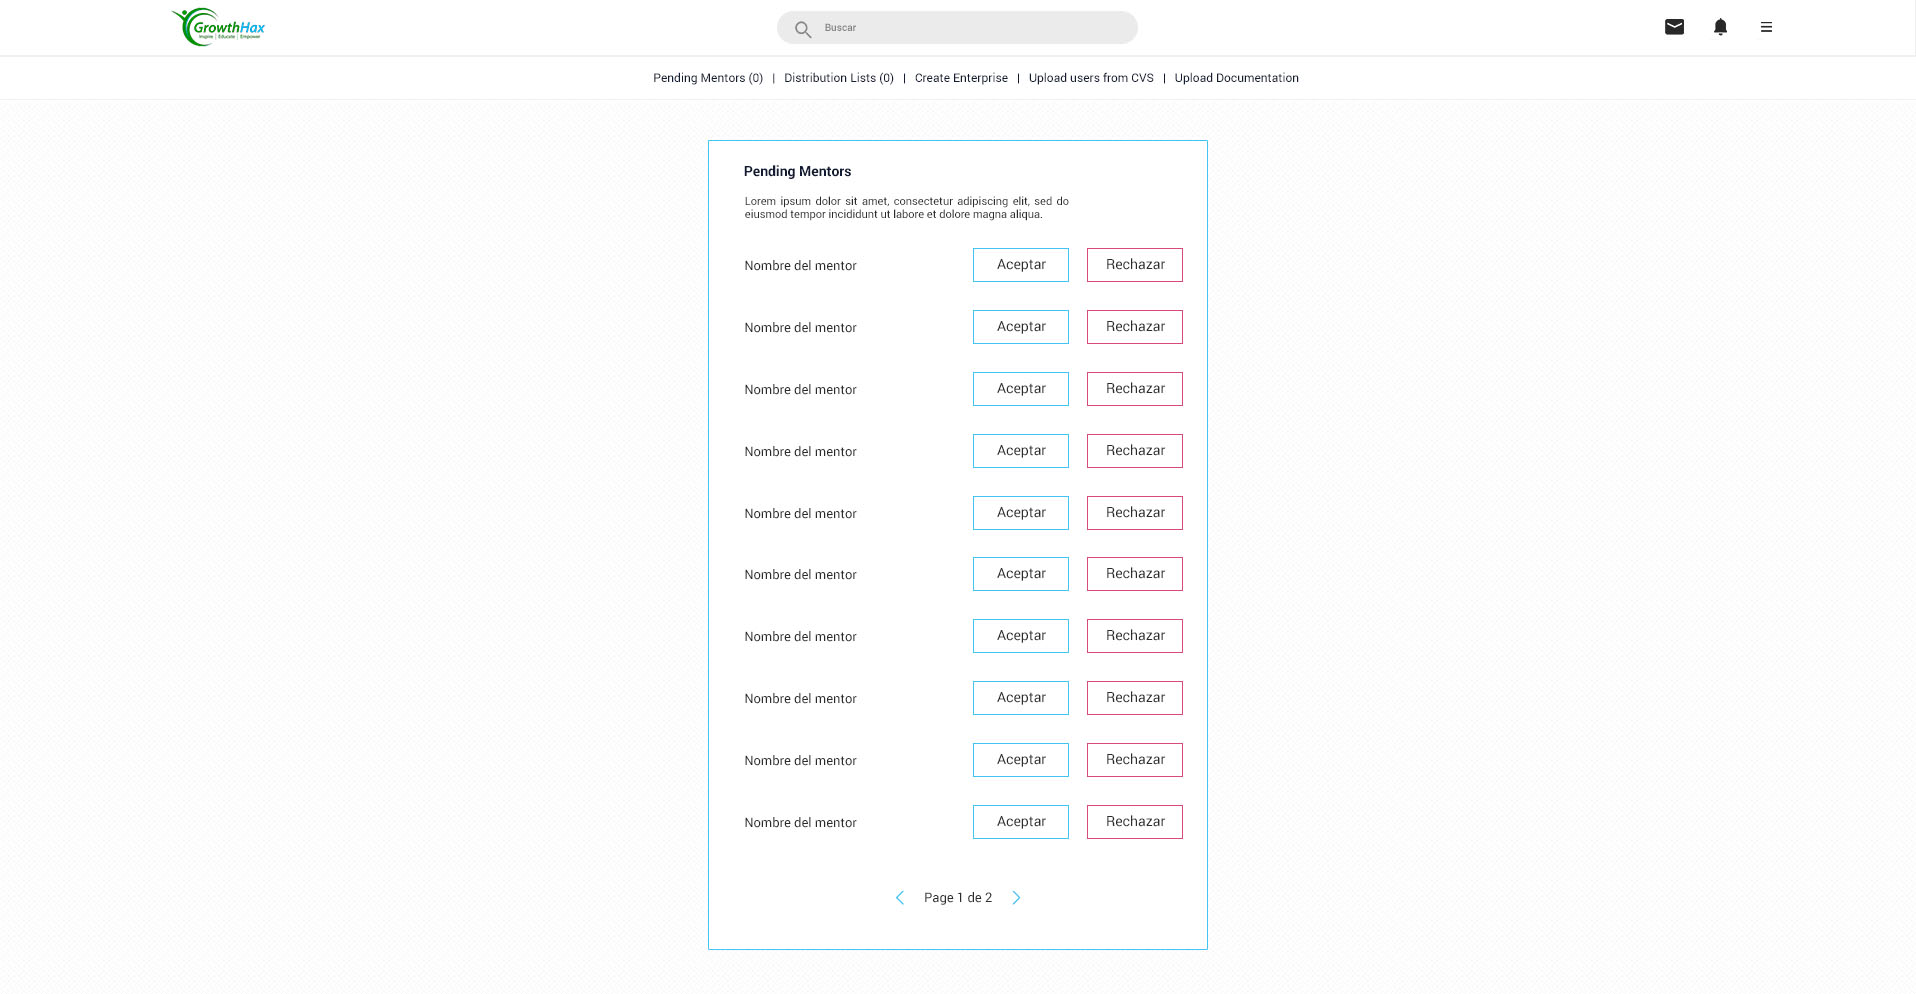 GrowthHax
Inspire | Educate | Empower
Buscar
Pending Mentors (0) | Distribution Lists (0) | Create Enterprise | Upload users from CVS | Upload Documentation
Pending Mentors
Lorem ipsum dolor sit amet, consectetur adipiscing elit, sed do
eiusmod tempor incididunt ut labore et dolore magna aliqua.
Nombre del mentor Aceptar Rechazar
Nombre del mentor Aceptar Rechazar
Nombre del mentor Aceptar Rechazar
Nombre del mentor Aceptar Rechazar
Nombre del mentor Aceptar Rechazar
Nombre del mentor Aceptar Rechazar
Nombre del mentor Aceptar Rechazar
Nombre del mentor Aceptar Rechazar
Nombre del mentor Aceptar Rechazar
Nombre del mentor Aceptar Rechazar
Page 1 de 2